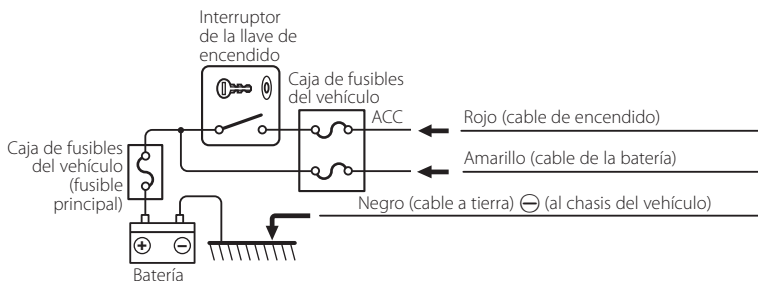 Interruptor
de la llave de
encendido
Caja de fusibles
del vehículo
ACC
Rojo (cable de encendido)
Caja de fusibles
del vehículo
(fusible
principal)
Amarillo (cable de la batería)
Negro (cable a tierra) ⊖ (al chasis del vehículo)
Batería